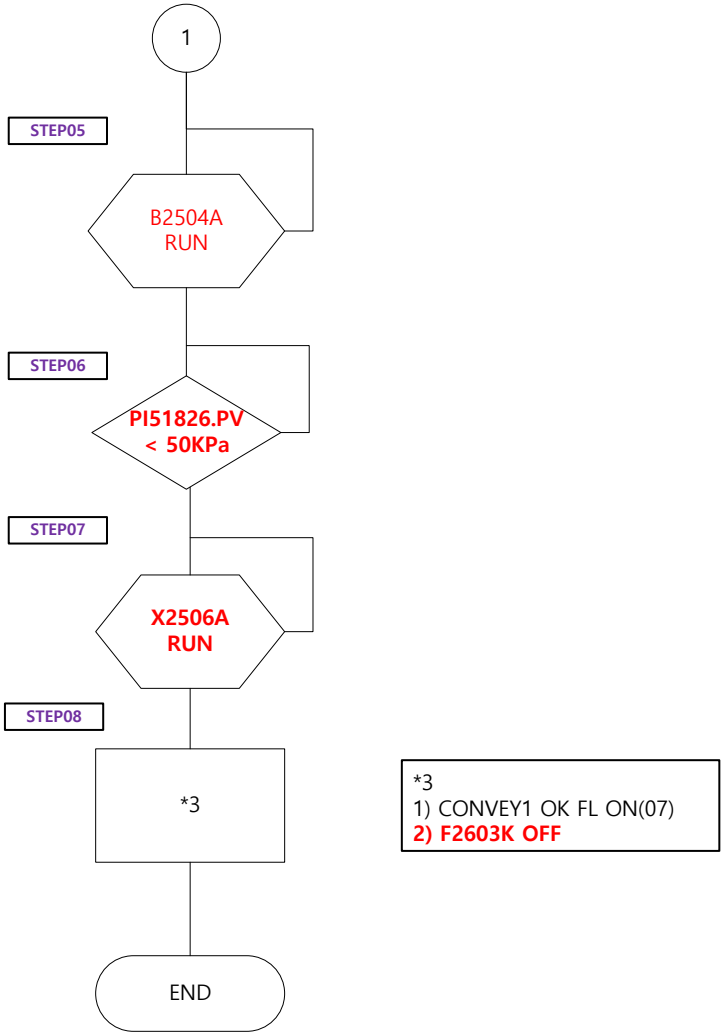 1
STEP05
B2504A
RUN
STEP06
PI51826.PV
< 50KPa
STEP07
X2506A
RUN
STEP08
*3
*3
1) CONVEY1 OK FL ON(07)
2) F2603K OFF
END